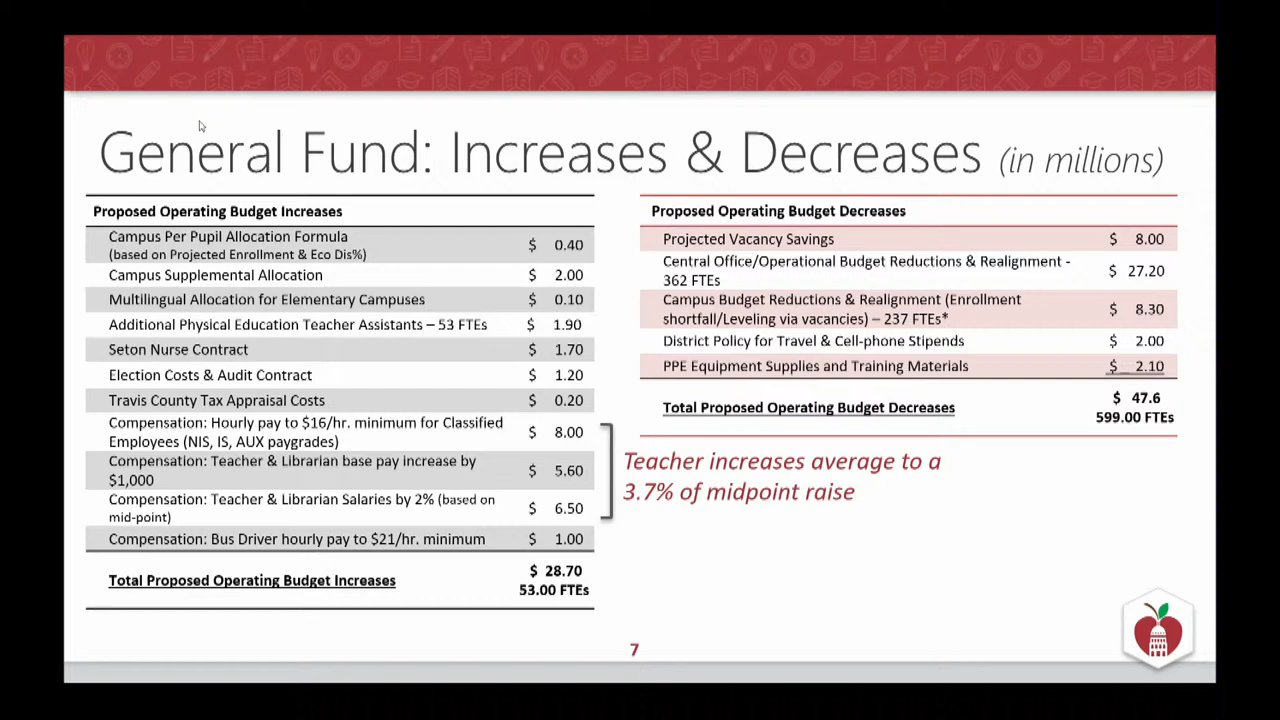 General Fund: Increases & Decreases (in millions)
Proposed Operating Budget Increases
Campus Per Pupil Allocation Formula
(based on Projected Enrollment & Eco Dis%) $ 0.40
Campus Supplemental Allocation $ 2.00
Multilingual Allocation for Elementary Campuses $ 0.10
Additional Physical Education Teacher Assistants – 53 FTEs $ 1.90
Seton Nurse Contract $ 1.70
Election Costs & Audit Contract $ 1.20
Travis County Tax Appraisal Costs $ 0.20
Compensation: Hourly pay to $16/hr. minimum for Classified
Employees (NIS, IS, AUX paygrades) $ 8.00
Compensation: Teacher & Librarian base pay increase by
$1,000 $ 5.60
Compensation: Teacher & Librarian Salaries by 2% (based on
mid-point) $ 6.50
Compensation: Bus Driver hourly pay to $21/hr. minimum $ 1.00
Total Proposed Operating Budget Increases $ 28.70
53.00 FTEs
Proposed Operating Budget Decreases
Projected Vacancy Savings $ 8.00
Central Office/Operational Budget Reductions & Realignment -
362 FTEs $ 27.20
Campus Budget Reductions & Realignment (Enrollment
shortfall/Leveling via vacancies) – 237 FTEs* $ 8.30
District Policy for Travel & Cell-phone Stipends $ 2.00
PPE Equipment Supplies and Training Materials $ 2.10
Total Proposed Operating Budget Decreases $ 47.6
599.00 FTEs
Teacher increases average to a
3.7% of midpoint raise
7